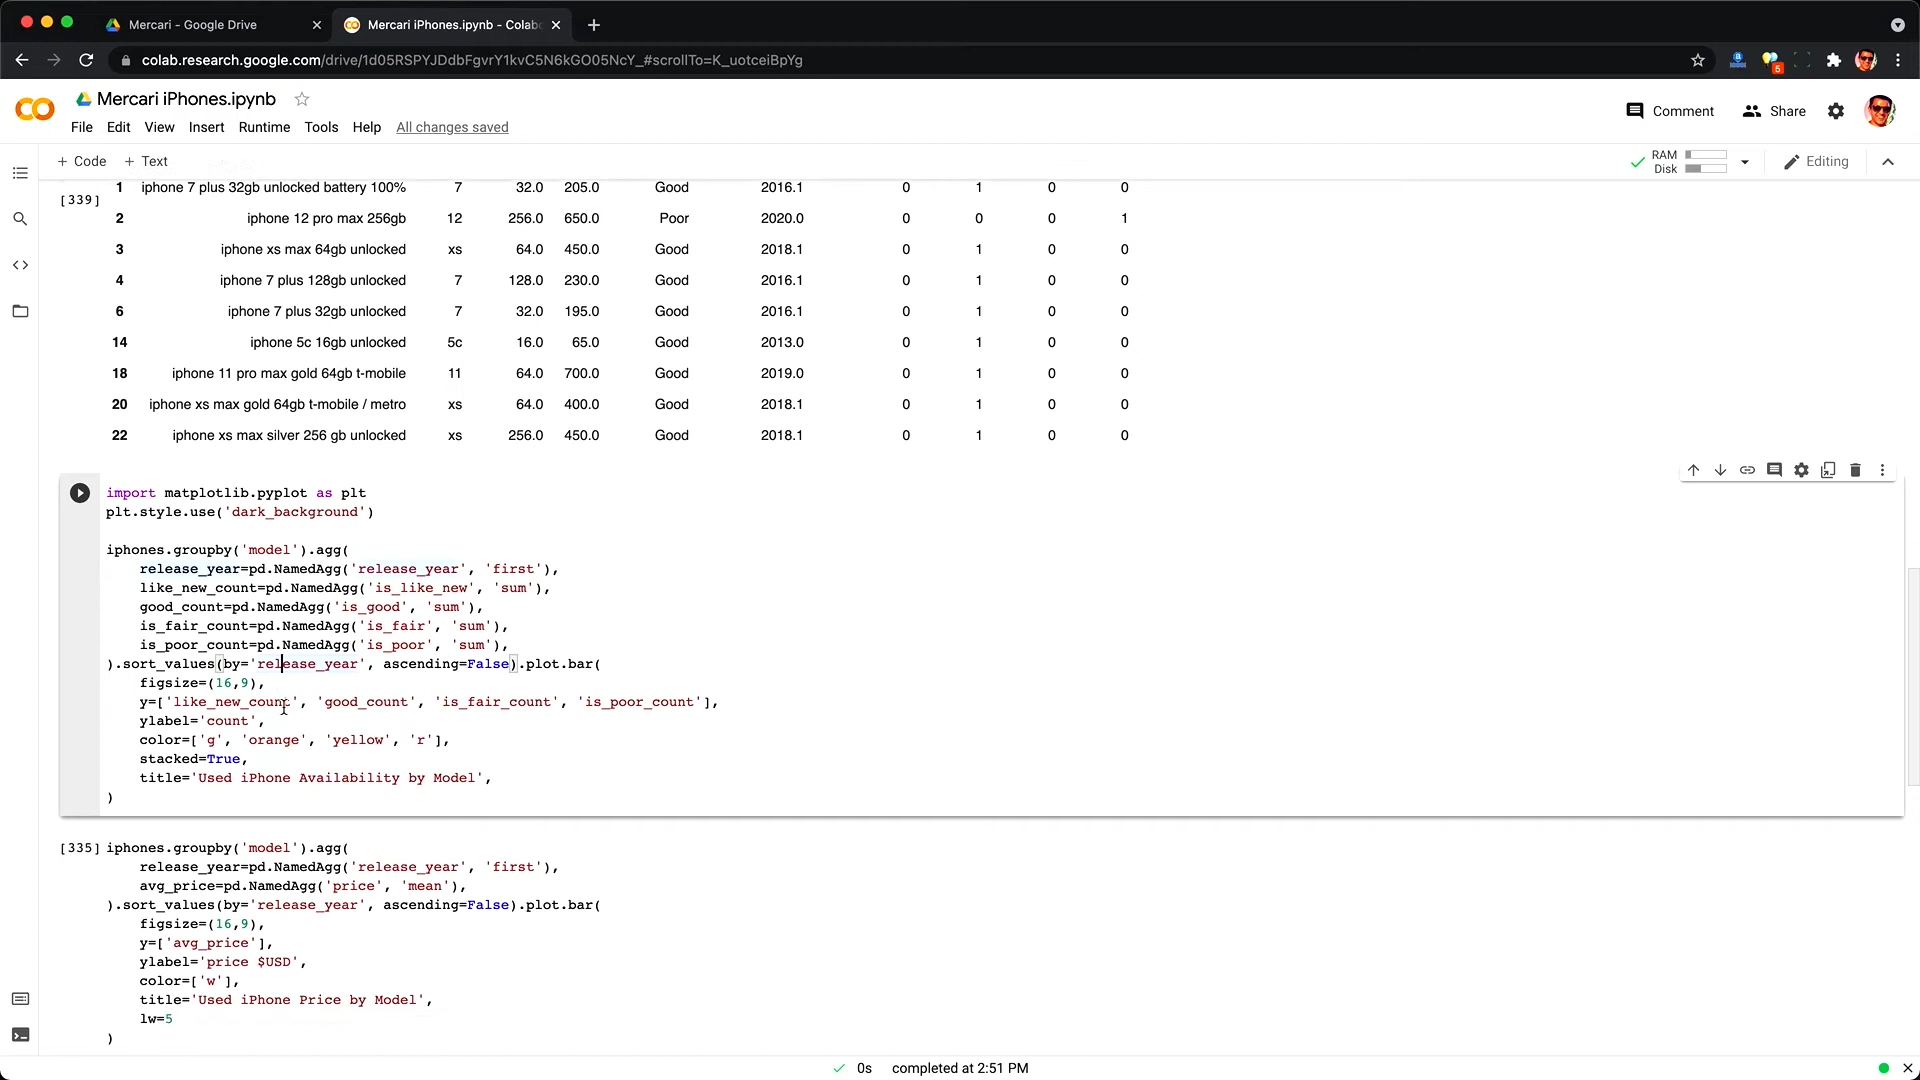 Mercari - Google Drive
Mercari iPhones.ipynb - Colab
colab.research.google.com/drive/1d05RSPYJDdbFgvrY1kvC5N6kGO05NcY_#scrollTo=K_uotceiBpYg
5
Mercari iPhones.ipynb
File Edit View Insert Runtime Tools Help All changes saved
Comment Share
+ Code + Text
RAM
Disk
Editing
[339]
1 iphone 7 plus 32gb unlocked battery 100% 7 32.0 205.0 Good 2016.1 0 1 0 0
2 iphone 12 pro max 256gb 12 256.0 650.0 Poor 2020.0 0 0 0 1
3 iphone xs max 64gb unlocked xs 64.0 450.0 Good 2018.1 0 1 0 0
4 iphone 7 plus 128gb unlocked 7 128.0 230.0 Good 2016.1 0 1 0 0
6 iphone 7 plus 32gb unlocked 7 32.0 195.0 Good 2016.1 0 1 0 0
14 iphone 5c 16gb unlocked 5c 16.0 65.0 Good 2013.0 0 1 0 0
18 iphone 11 pro max gold 64gb t-mobile 11 64.0 700.0 Good 2019.0 0 1 0 0
20 iphone xs max gold 64gb t-mobile / metro xs 64.0 400.0 Good 2018.1 0 1 0 0
22 iphone xs max silver 256 gb unlocked xs 256.0 450.0 Good 2018.1 0 1 0 0
import matplotlib.pyplot as plt
plt.style.use('dark_background')
iphones.groupby('model').agg(
release_year=pd.NamedAgg('release_year', 'first'),
like_new_count=pd.NamedAgg('is_like_new', 'sum'),
good_count=pd.NamedAgg('is_good', 'sum'),
is_fair_count=pd.NamedAgg('is_fair', 'sum'),
is_poor_count=pd.NamedAgg('is_poor', 'sum'),
).sort_values(by='release_year', ascending=False).plot.bar(
figsize=(16,9),
y=['like_new_count', 'good_count', 'is_fair_count', 'is_poor_count'],
ylabel='count',
color=['g', 'orange', 'yellow', 'r'],
stacked=True,
title='Used iPhone Availability by Model',
)
[335] iphones.groupby('model').agg(
release_year=pd.NamedAgg('release_year', 'first'),
avg_price=pd.NamedAgg('price', 'mean'),
).sort_values(by='release_year', ascending=False).plot.bar(
figsize=(16,9),
y=['avg_price'],
ylabel='price $USD',
color=['w'],
title='Used iPhone Price by Model',
lw=5
)
0s completed at 2:51 PM